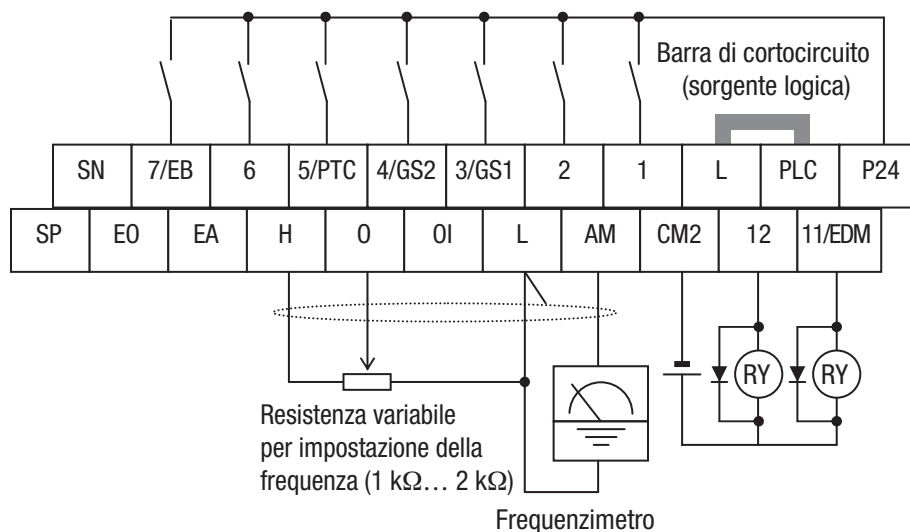 Barra di cortocircuito
(sorgente logica)
SN 7/EB 6 5/PTC 4/GS2 3/GS1 2 1 L PLC P24
SP EO EA H O OI L AM CM2 12 11/EDM
RY RY
Resistenza variabile
per impostazione della
frequenza (1 kΩ… 2 kΩ)
Frequenzimetro